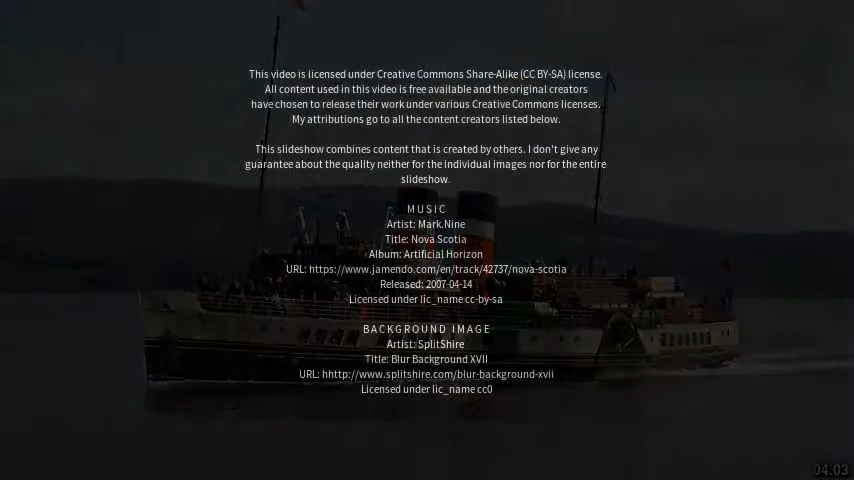 This video is licensed under Creative Commons Share-Alike (CC BY-SA) license.
All content used in this video is free available and the original creators
have chosen to release their work under various Creative Commons licenses.
My attributions go to all the content creators listed below.
This slideshow combines content that is created by others. I don't give any
guarantee about the quality neither for the individual images nor for the entire
slideshow.
MUSIC
Artist: Mark.Nine
Title: Nova Scotia
Album: Artificial Horizon
URL: https://www.jamendo.com/en/track/42737/nova-scotia
Released: 2007-04-14
Licensed under lic_name cc-by-sa
BACKGROUND IMAGE
Artist: SplitShire
Title: Blur Background XVII
URL: hhttp://www.splitshire.com/blur-background-xvii
Licensed under lic_name cc0
04.03